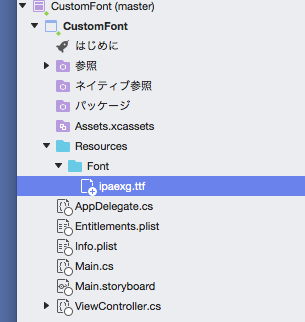 CustomFont (master)
CustomFont
はじめに
参照
ネイティブ参照
パッケージ
Assets.xcassets
Resources
Font
ipaexg.ttf
AppDelegate.cs
Entitlements.plist
Info.plist
Main.cs
Main.storyboard
ViewController.cs